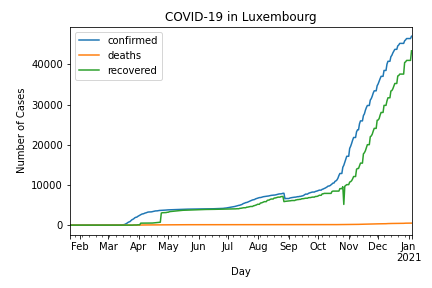 COVID-19 in Luxembourg
confirmed
deaths
recovered
Number of Cases
40000
30000
20000
10000
0
Feb Mar Apr May Jun Jul Aug Sep Oct Nov Dec Jan
2021
Day